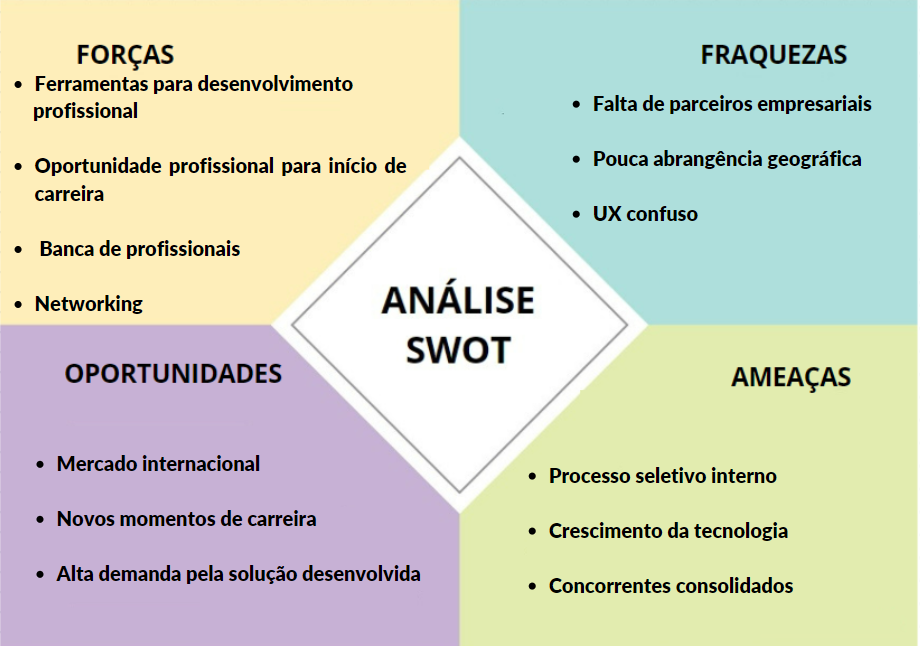 FORÇAS
• Ferramentas para desenvolvimento
profissional
• Oportunidade profissional para início de
carreira
• Banca de profissionais
• Networking
FRAQUEZAS
• Falta de parceiros empresariais
• Pouca abrangência geográfica
• UX confuso
ANÁLISE
SWOT
OPORTUNIDADES
• Mercado internacional
• Novos momentos de carreira
• Alta demanda pela solução desenvolvida
AMEAÇAS
• Processo seletivo interno
• Crescimento da tecnologia
• Concorrentes consolidados